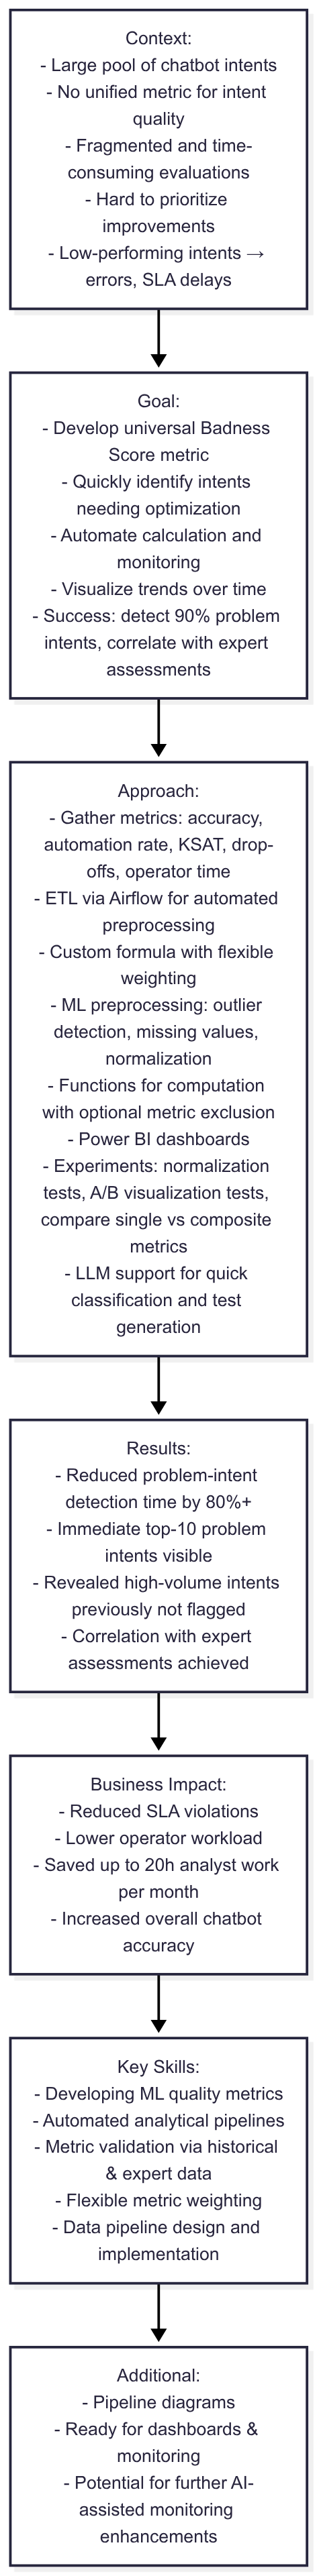 Context:
- Large pool of chatbot intents
- No unified metric for intent
quality
- Fragmented and time-
consuming evaluations
- Hard to prioritize
improvements
- Low-performing intents →
errors, SLA delays
Goal:
- Develop universal Badness
Score metric
- Quickly identify intents
needing optimization
- Automate calculation and
monitoring
- Visualize trends over time
- Success: detect 90% problem
intents, correlate with expert
assessments
Approach:
- Gather metrics: accuracy,
automation rate, KSAT, drop-
offs, operator time
- ETL via Airflow for automated
preprocessing
- Custom formula with flexible
weighting
- ML preprocessing: outlier
detection, missing values,
normalization
- Functions for computation
with optional metric exclusion
- Power BI dashboards
- Experiments: normalization
tests, A/B visualization tests,
compare single vs composite
metrics
- LLM support for quick
classification and test
generation
Results:
- Reduced problem-intent
detection time by 80%+
- Immediate top-10 problem
intents visible
- Revealed high-volume intents
previously not flagged
- Correlation with expert
assessments achieved
Business Impact:
- Reduced SLA violations
- Lower operator workload
- Saved up to 20h analyst work
per month
- Increased overall chatbot
accuracy
Key Skills:
- Developing ML quality metrics
- Automated analytical pipelines
- Metric validation via historical
& expert data
- Flexible metric weighting
- Data pipeline design and
implementation
Additional:
- Pipeline diagrams
- Ready for dashboards &
monitoring
- Potential for further AI-
assisted monitoring
enhancements